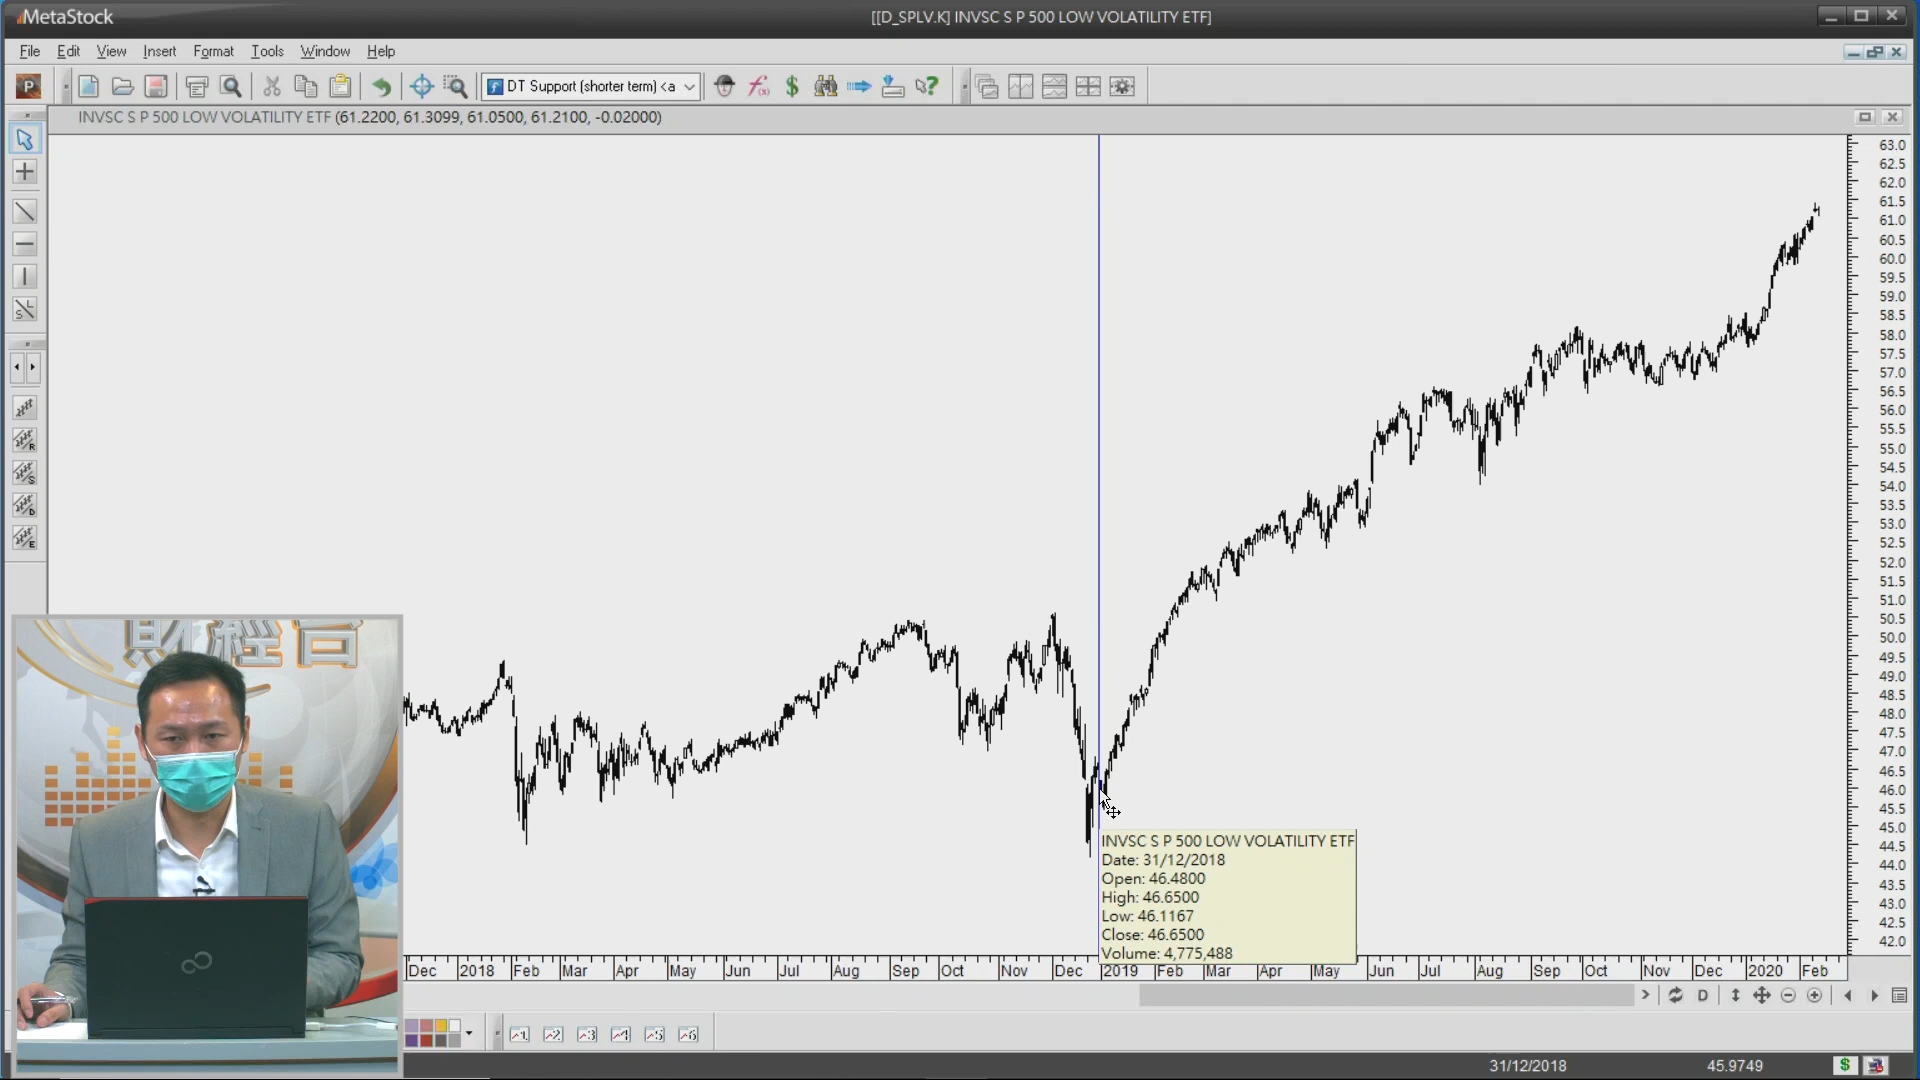 MetaStock
[[D_SPLV.K] INVSC S P 500 LOW VOLATILITY ETF]
File Edit View Insert Format Tools Window Help
DT Support (shorter term) <a
INVSC S P 500 LOW VOLATILITY ETF (61.2200, 61.3099, 61.0500, 61.2100, -0.02000)
63.0
62.5
62.0
61.5
61.0
60.5
60.0
59.5
59.0
58.5
58.0
57.5
57.0
56.5
56.0
55.5
55.0
54.5
54.0
53.5
53.0
52.5
52.0
51.5
51.0
50.5
50.0
49.5
49.0
48.5
48.0
47.5
47.0
46.5
46.0
45.5
45.0
44.5
44.0
43.5
43.0
42.5
42.0
財經台
INVSC S P 500 LOW VOLATILITY ETF
Date: 31/12/2018
Open: 46.4800
High: 46.6500
Low: 46.1167
Close: 46.6500
Volume: 4,775,488
Dec 2018 Feb Mar Apr May Jun Jul Aug Sep Oct Nov Dec 2019 Feb Mar Apr May Jun Jul Aug Sep Oct Nov Dec 2020 Feb
D
31/12/2018 45.9749